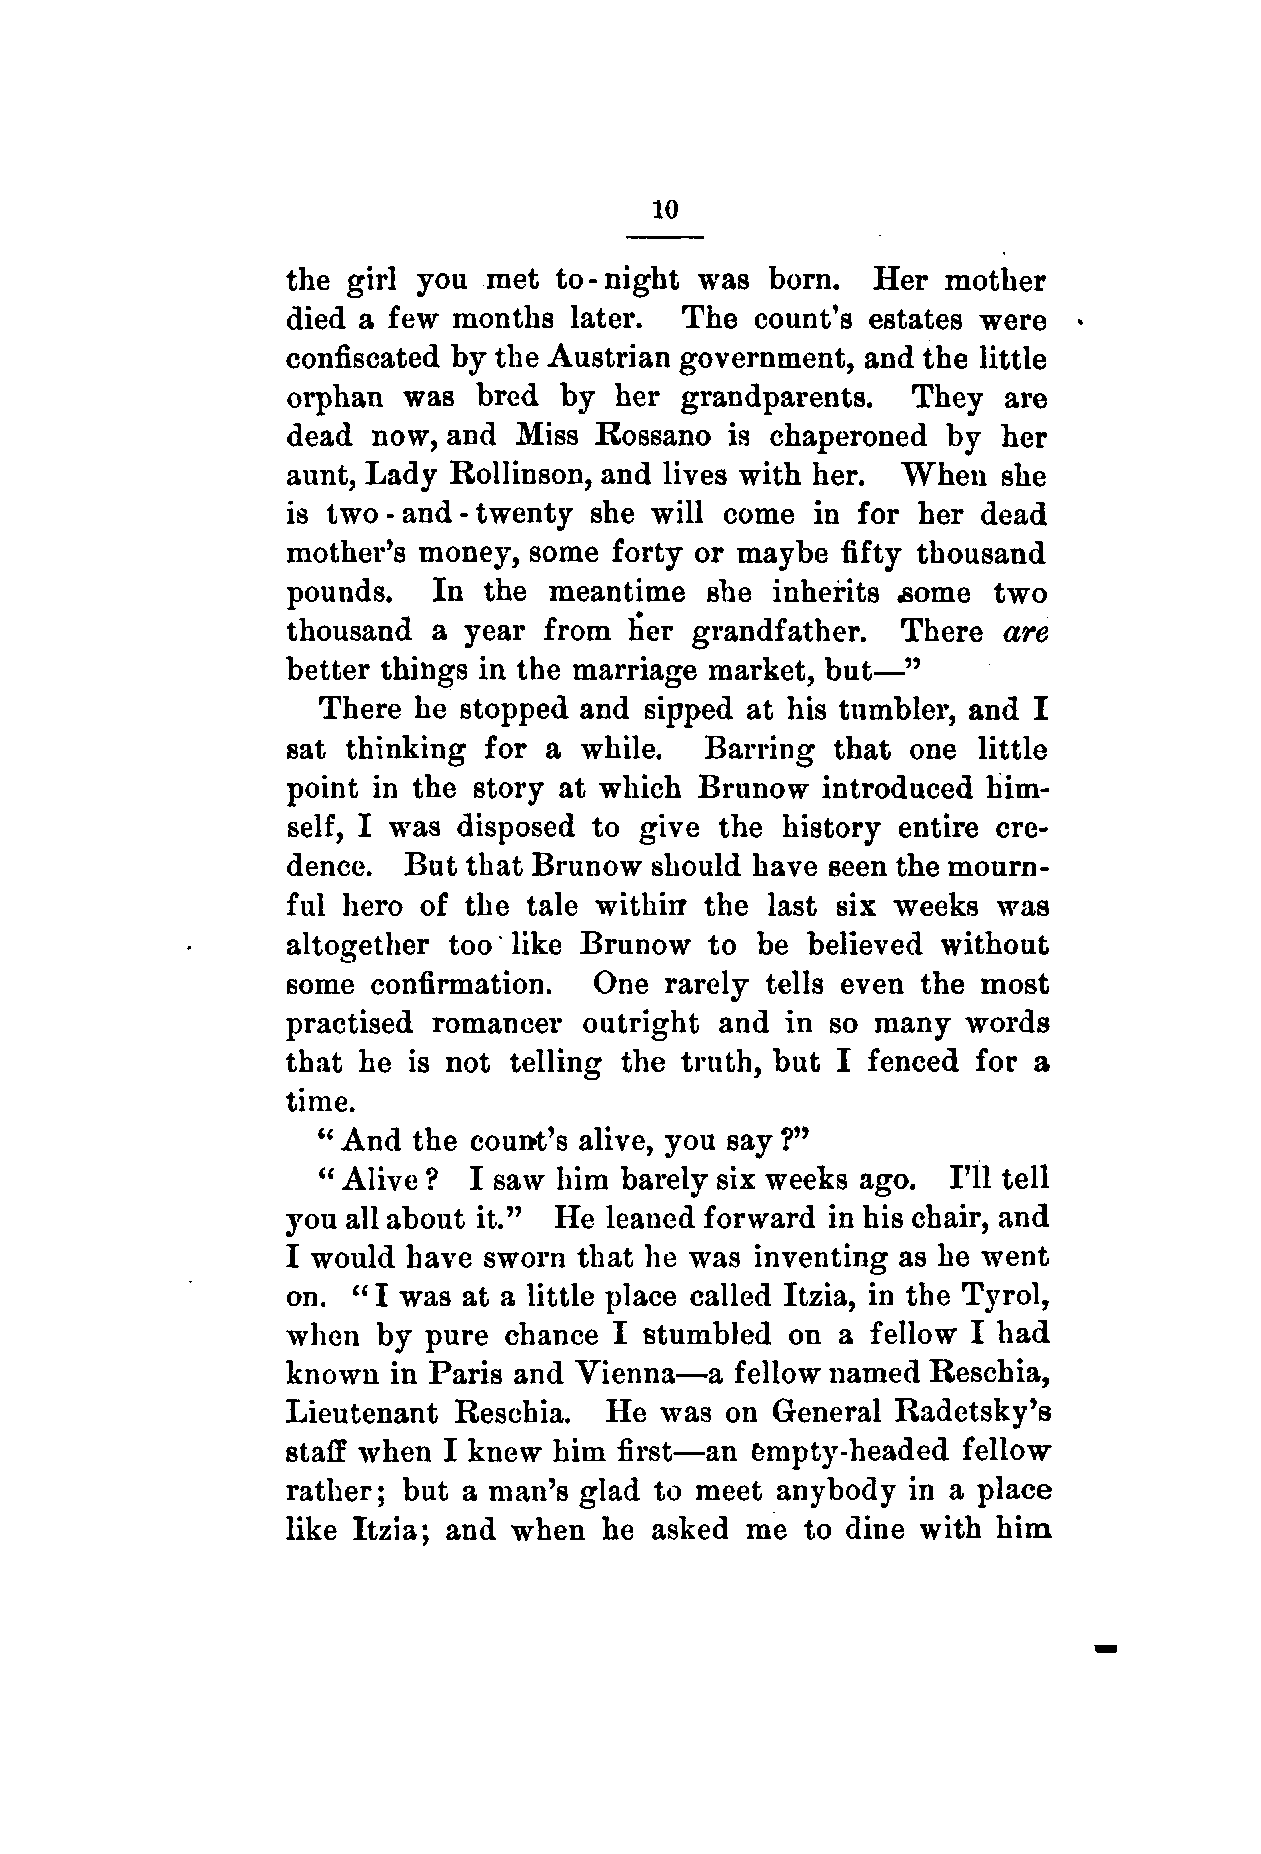 10
the girl you met to-night was born. Her mother
died a few months later. The count's estates were
confiscated by the Austrian government, and the little
orphan was bred by her grandparents. They are
dead now, and Miss Rossano is chaperoned by her
aunt, Lady Rollinson, and lives with her. When she
is two-and-twenty she will come in for her dead
mother's money, some forty or maybe fifty thousand
pounds. In the meantime she inherits some two
thousand a year from her grandfather. There are
better things in the marriage market, but—"
There he stopped and sipped at his tumbler, and I
sat thinking for a while. Barring that one little
point in the story at which Brunow introduced him-
self, I was disposed to give the history entire cre-
dence. But that Brunow should have seen the mourn-
ful hero of the tale within the last six weeks was
altogether too like Brunow to be believed without
some confirmation. One rarely tells even the most
practised romancer outright and in so many words
that he is not telling the truth, but I fenced for a
time.
"And the count's alive, you say?"
"Alive? I saw him barely six weeks ago. I'll tell
you all about it." He leaned forward in his chair, and
I would have sworn that he was inventing as he went
on. "I was at a little place called Itzia, in the Tyrol,
when by pure chance I stumbled on a fellow I had
known in Paris and Vienna—a fellow named Reschia,
Lieutenant Reschia. He was on General Radetsky's
staff when I knew him first—an empty-headed fellow
rather; but a man's glad to meet anybody in a place
like Itzia; and when he asked me to dine with him